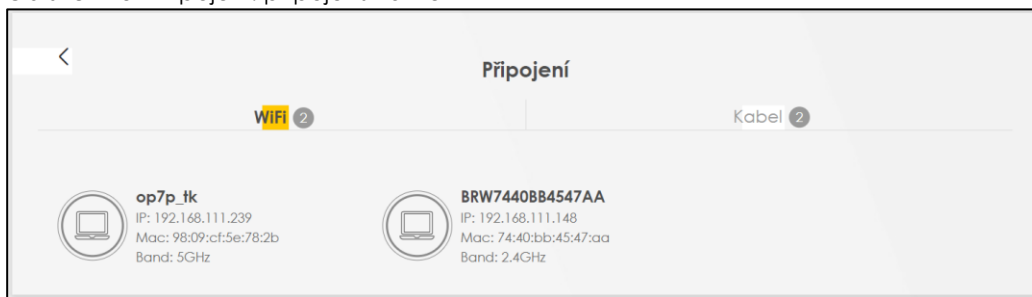 Připojení
WiFi 2
Kabel 2
op7p_tk
IP: 192.168.111.239
Mac: 98:09:cf:5e:78:2b
Band: 5GHz
BRW7440BB4547AA
IP: 192.168.111.148
Mac: 74:40:bb:45:47:aa
Band: 2.4GHz